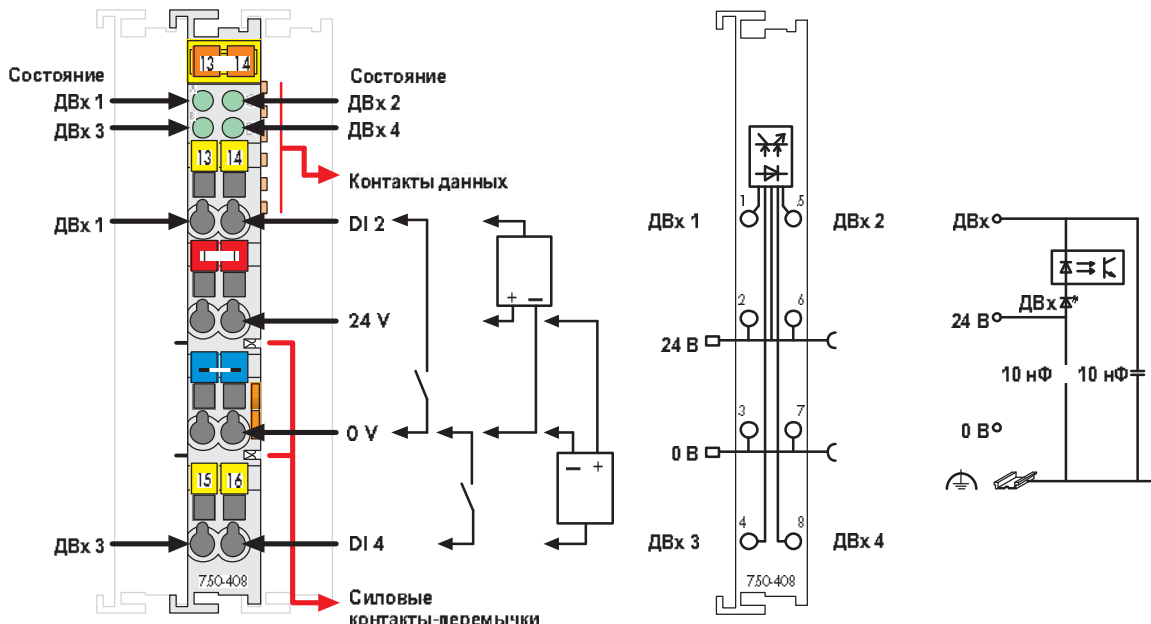 13 14
Состояние
ДВх 1
ДВх 3
Состояние
ДВх 2
ДВх 4
13 14
Контакты данных
ДВх 1
DI 2
24 V
0 V
15 16
ДВх 3
DI 4
750-408
Силовые
контакты-перемычки
+ −
− +
1 5
ДВх 1 ДВх 2
2 6
24 В
3 7
0 В
4 8
ДВх 3 ДВх 4
750-408
ДВх
ДВх
24 В
10 нФ 10 нФ
0 В